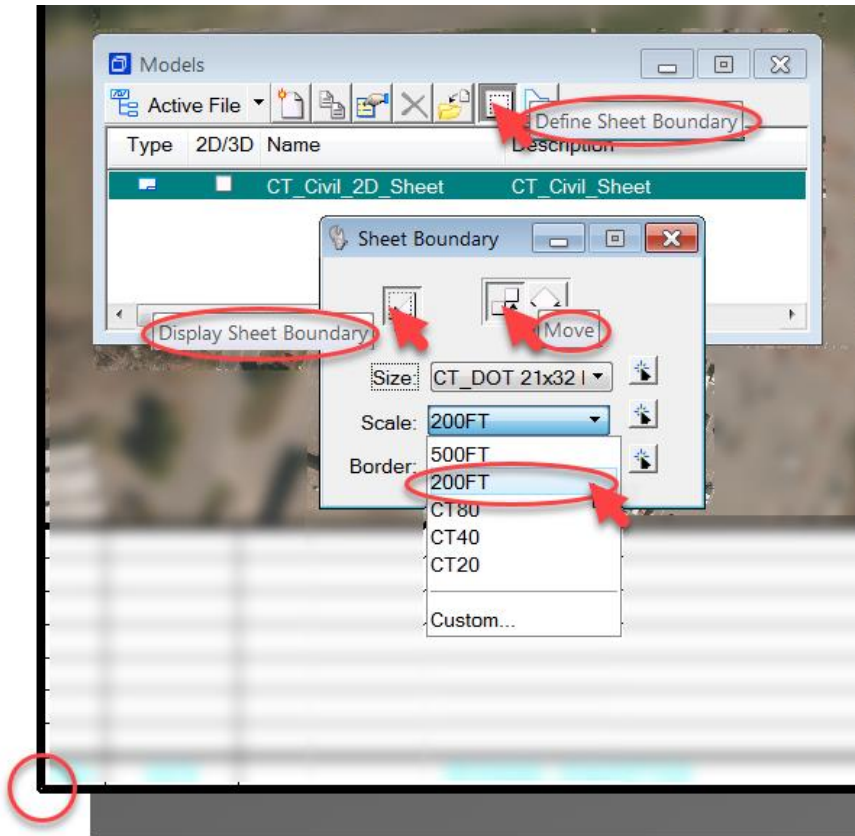 Models
Active File
Define Sheet Boundary
Type 2D/3D Name Description
CT_Civil_2D_Sheet CT_Civil_Sheet
Sheet Boundary
Display Sheet Boundary
Move
Size: CT_DOT 21x32
Scale: 200FT
Border:
500FT
200FT
CT80
CT40
CT20
Custom...